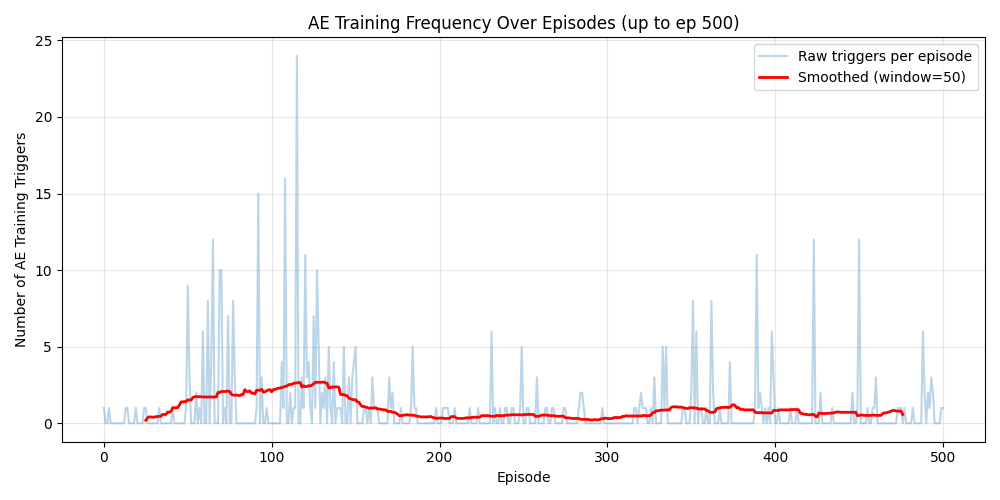 AE Training Frequency Over Episodes (up to ep 500)
Raw triggers per episode
Smoothed (window=50)
Number of AE Training Triggers
25
20
15
10
5
0
0 100 200 300 400 500
Episode